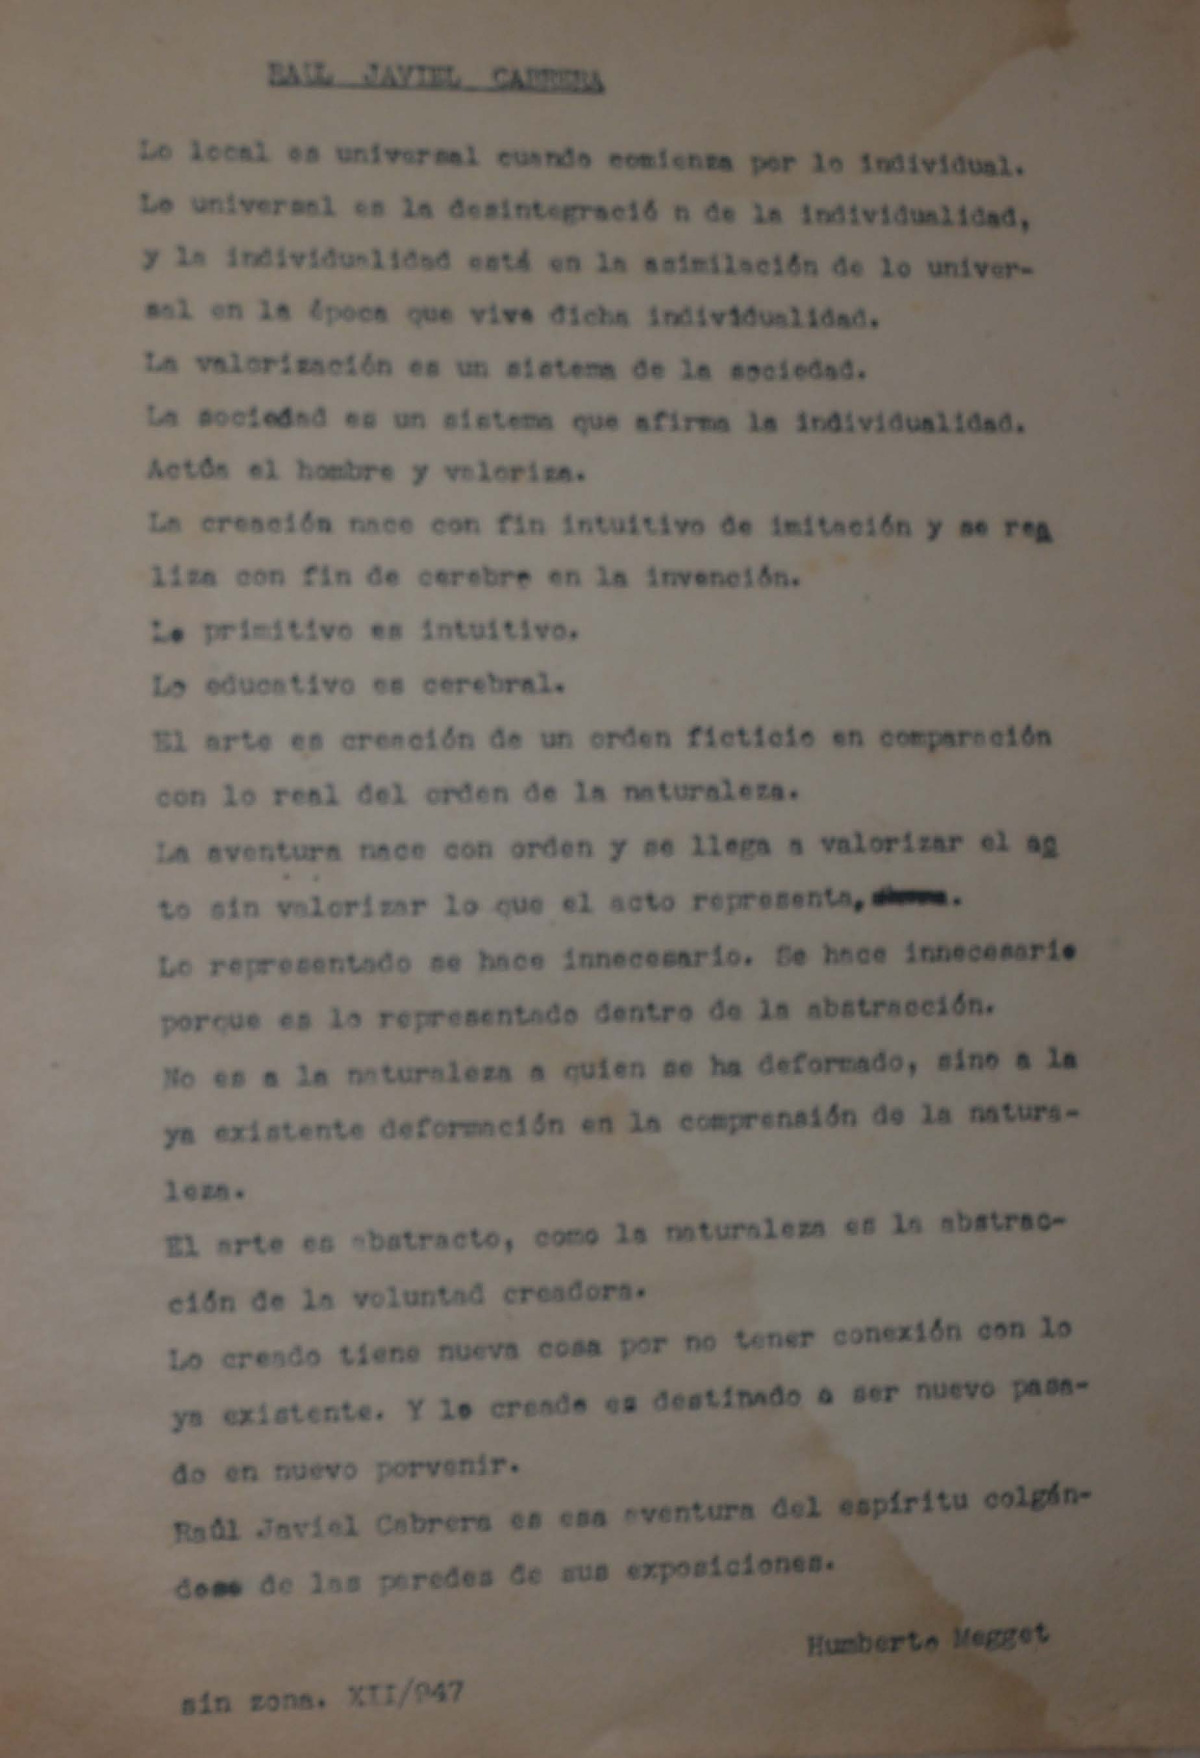 RAUL JAVIEL CABRERA
Lo local es universal cuando comienza por lo individual.
Lo universal es la desintegració n de la individualidad,
y la individualidad está en la asimilación de lo univer-
sal en la época que vive dicha individualidad.
La valorización es un sistema de la sociedad.
La sociedad es un sistema que afirma la individualidad.
Actúa el hombre y valoriza.
La creación nace con fin intuitivo de imitación y se rea
liza con fin de cerebro en la invención.
Lo primitivo es intuitivo.
Lo educativo es cerebral.
El arte es creación de un orden ficticio en comparación
con lo real del orden de la naturaleza.
La aventura nace con orden y se llega a valorizar el ac
to sin valorizar lo que el acto representa, .
Lo representado se hace innecesario. Se hace innecesario
porque es lo representado dentro de la abstracción.
No es a la naturaleza a quien se ha deformado, sino a la
ya existente deformación en la comprensión de la natura-
leza.
El arte es abstracto, como la naturaleza es la abstrac-
ción de la voluntad creadora.
Lo creado tiene nueva cosa por no tener conexión con lo
ya existente. Y lo creado es destinado a ser nuevo pasa-
do en nuevo porvenir.
Raúl Javiel Cabrera es esa aventura del espíritu colgán-
dose de las paredes de sus exposiciones.
Humberto Megget
sin zona. XII/947